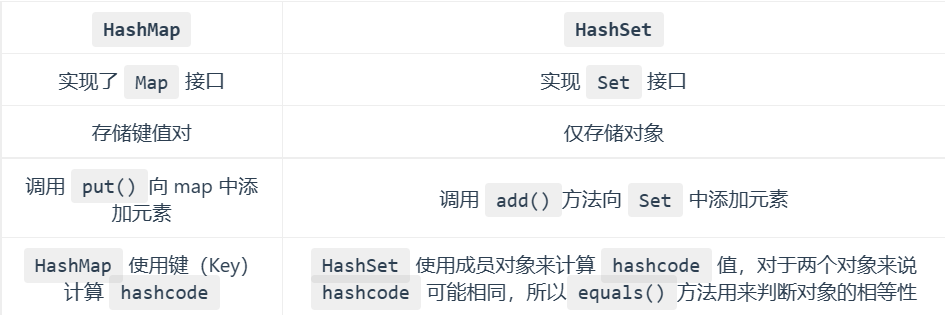 HashMap
HashSet
实现了 Map 接口
实现 Set 接口
存储键值对
仅存储对象
调用 put() 向 map 中添
加元素
调用 add() 方法向 Set 中添加元素
HashMap 使用键（Key）
计算 hashcode
HashSet 使用成员对象来计算 hashcode 值，对于两个对象来说
hashcode 可能相同，所以 equals() 方法用来判断对象的相等性